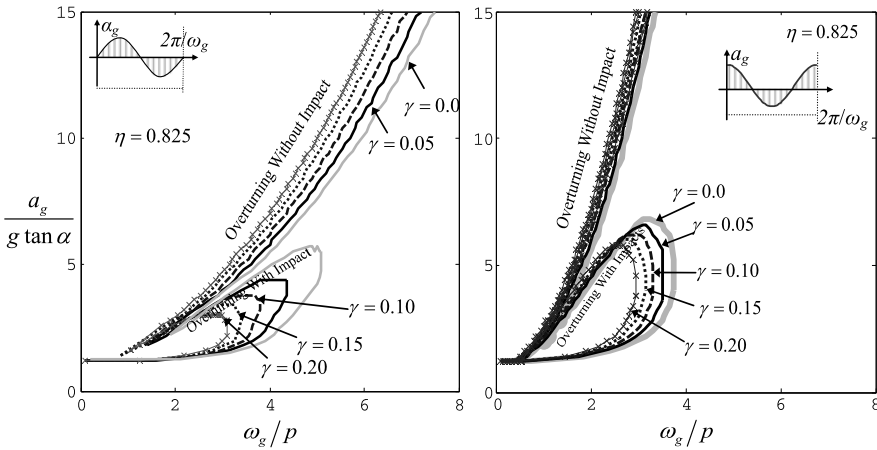 15
α_g
2π/ω_g
η = 0.825
Overturning Without Impact
γ = 0.0
γ = 0.05
10
a_g
g tan α
5
Overturning With Impact
γ = 0.10
γ = 0.15
γ = 0.20
0
0
2
4
6
8
ω_g/p
15
η = 0.825
a_g
2π/ω_g
Overturning Without Impact
10
γ = 0.0
γ = 0.05
5
Overturning With Impact
γ = 0.10
γ = 0.15
γ = 0.20
0
0
2
4
6
8
ω_g/p